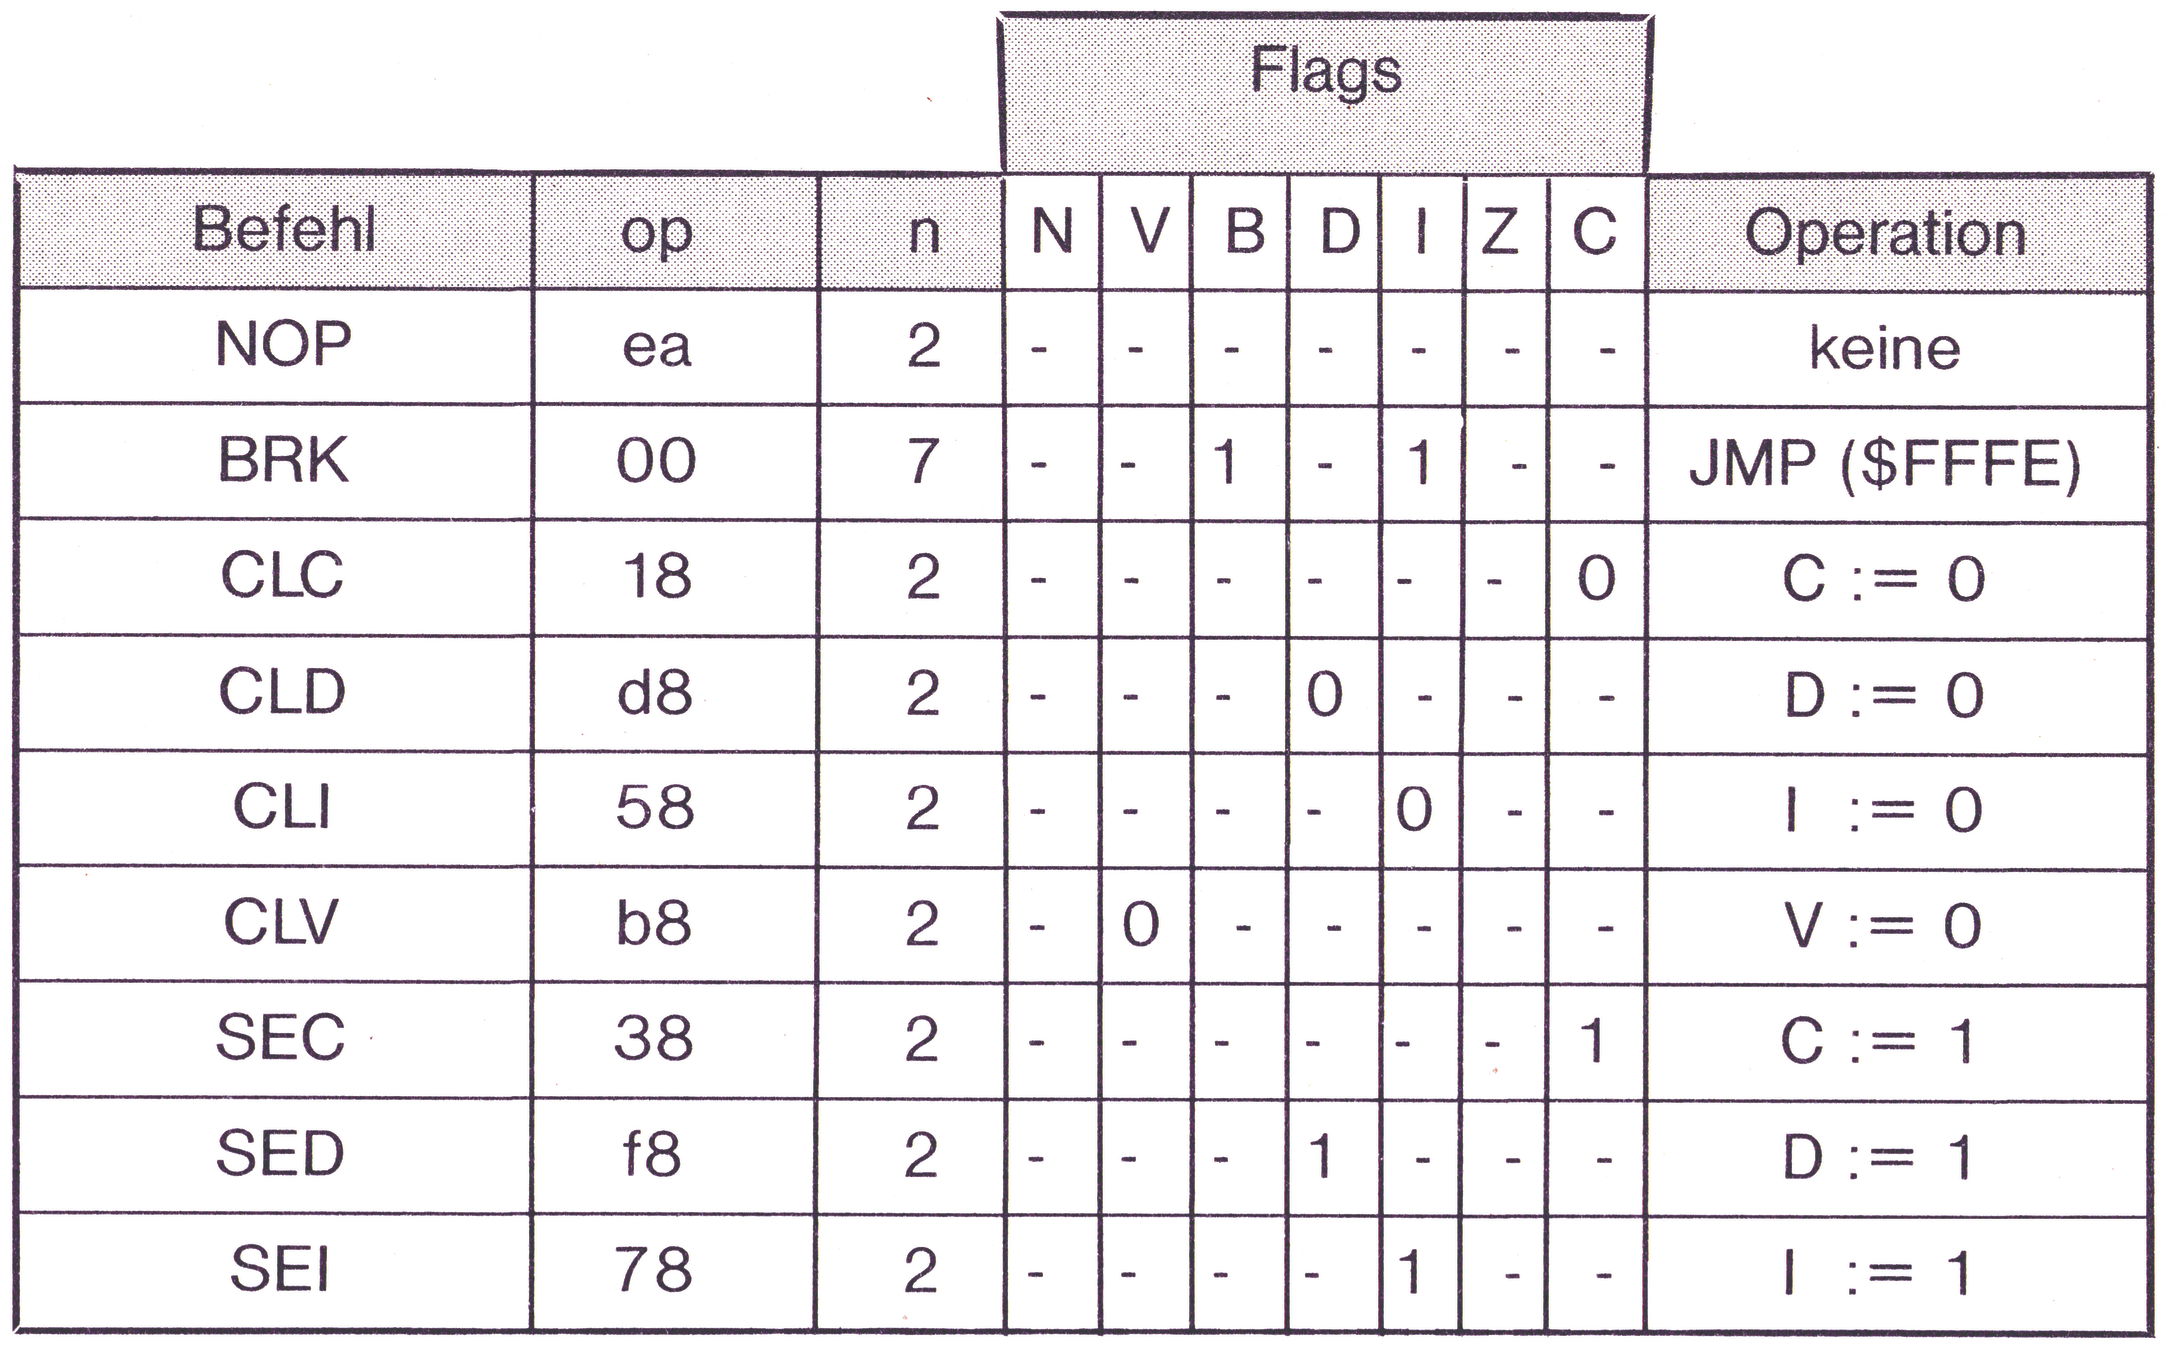 Flags
Befehl op n N V B D I Z C Operation
NOP ea 2 - - - - - - - keine
BRK 00 7 - - 1 - 1 - - JMP ($FFFE)
CLC 18 2 - - - - - - 0 C := 0
CLD d8 2 - - - 0 - - - D := 0
CLI 58 2 - - - - 0 - - I := 0
CLV b8 2 - 0 - - - - - V := 0
SEC 38 2 - - - - - - 1 C := 1
SED f8 2 - - - 1 - - - D := 1
SEI 78 2 - - - - 1 - - I := 1